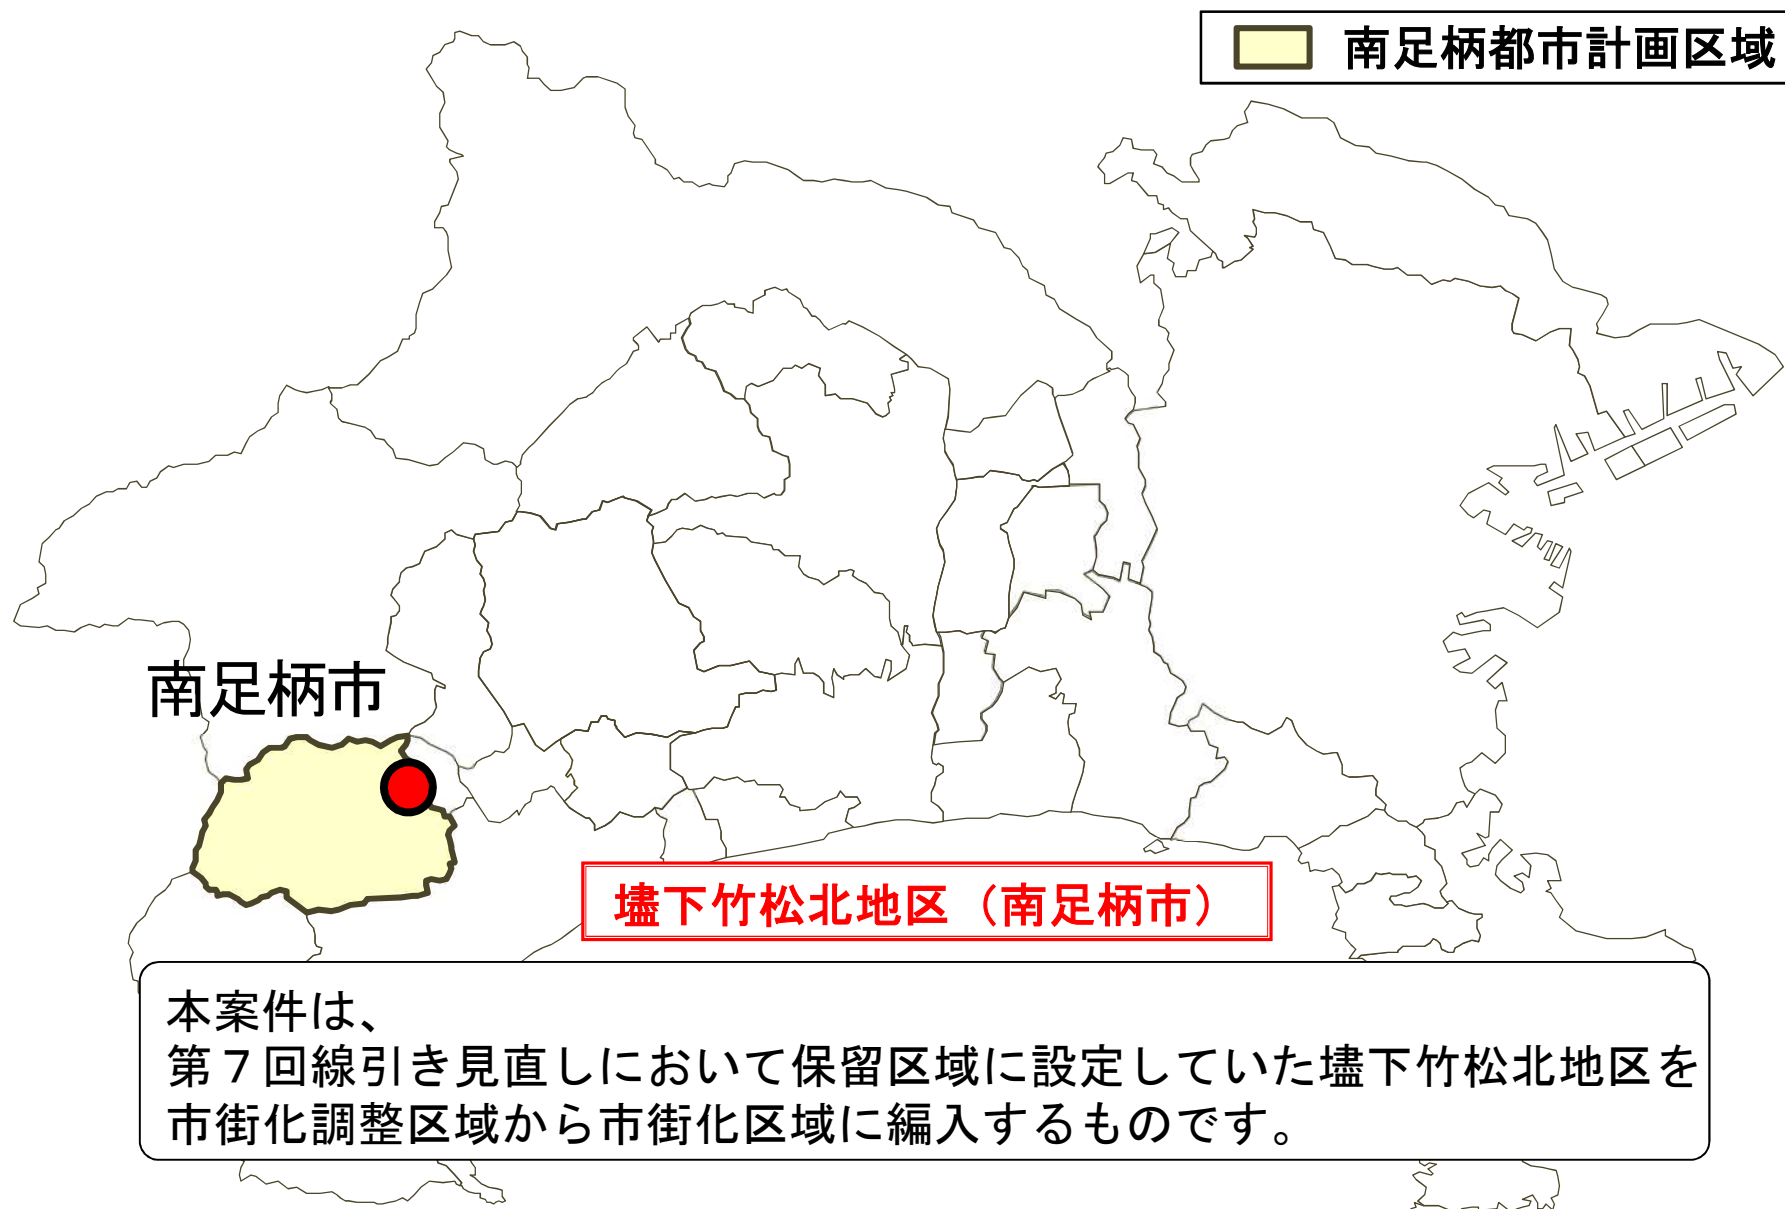 南足柄都市計画区域
南足柄市
壗下竹松北地区（南足柄市）
本案件は、
第７回線引き見直しにおいて保留区域に設定していた壗下竹松北地区を
市街化調整区域から市街化区域に編入するものです。